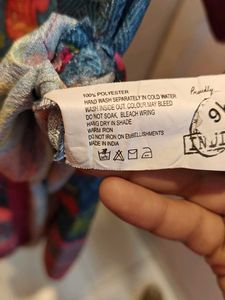 100% POLYESTER
HAND WASH SEPARATELY IN COLD WATER
WASH INSIDE OUT, COLOUR MAY BLEED
DO NOT SOAK, BLEACH WRING
HANG DRY IN SHADE
WARM IRON
DO NOT IRON ON EMBELLISHMENTS
MADE IN INDIA
Proudly